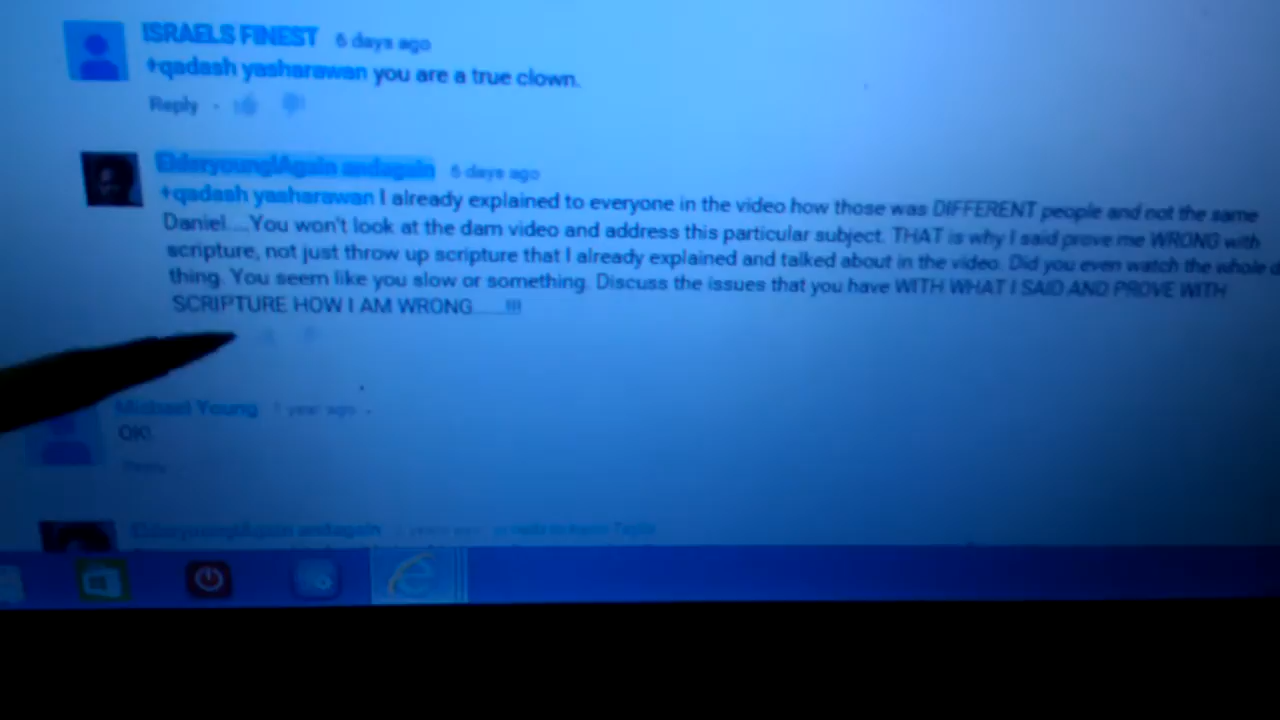 ISRAELS FINEST 6 days ago
+qadash yasharawan you are a true clown.
Reply
6 days ago
+qadash yasharawan I already explained to everyone in the video how those was DIFFERENT people and not the same
Daniel....You won't look at the dam video and address this particular subject. THAT is why I said prove me WRONG with
scripture, not just throw up scripture that I already explained and talked about in the video. Did you even watch the whole
thing. You seem like you slow or something. Discuss the issues that you have WITH WHAT I SAID AND PROVE WITH
SCRIPTURE HOW I AM WRONG......!!!
Michael Young 1 year ago
OK!
Reply